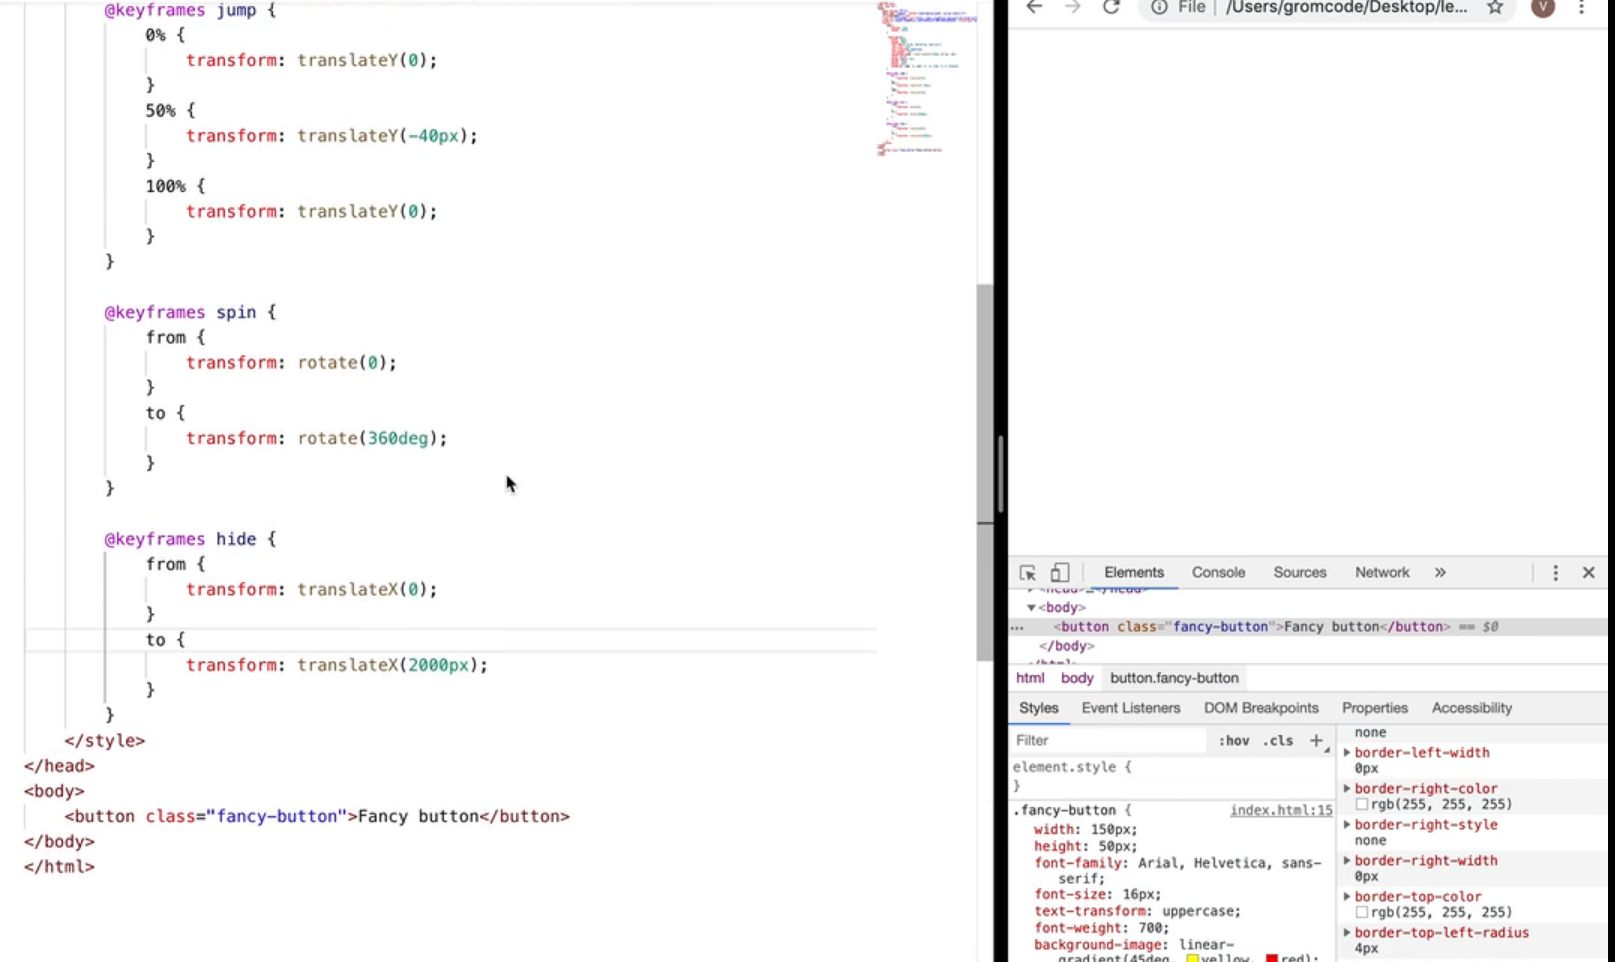 @keyframes jump {
0% {
transform: translateY(0);
}
50% {
transform: translateY(-40px);
}
100% {
transform: translateY(0);
}
}
@keyframes spin {
from {
transform: rotate(0);
}
to {
transform: rotate(360deg);
}
}
@keyframes hide {
from {
transform: translateX(0);
}
to {
transform: translateX(2000px);
}
}
</style>
</head>
<body>
<button class="fancy-button">Fancy button</button>
</body>
</html>
File | /Users/gromcode/Desktop/le...
V
Elements Console Sources Network »
<body>
... <button class="fancy-button">Fancy button</button> == $0
</body>
html body button.fancy-button
Styles Event Listeners DOM Breakpoints Properties Accessibility
Filter :hov .cls +
element.style {
}
.fancy-button { index.html:15
width: 150px;
height: 50px;
font-family: Arial, Helvetica, sans-
serif;
font-size: 16px;
text-transform: uppercase;
font-weight: 700;
background-image: linear-
gradient(45deg, yellow, red);
none
border-left-width
0px
border-right-color
rgb(255, 255, 255)
border-right-style
none
border-right-width
0px
border-top-color
rgb(255, 255, 255)
border-top-left-radius
4px